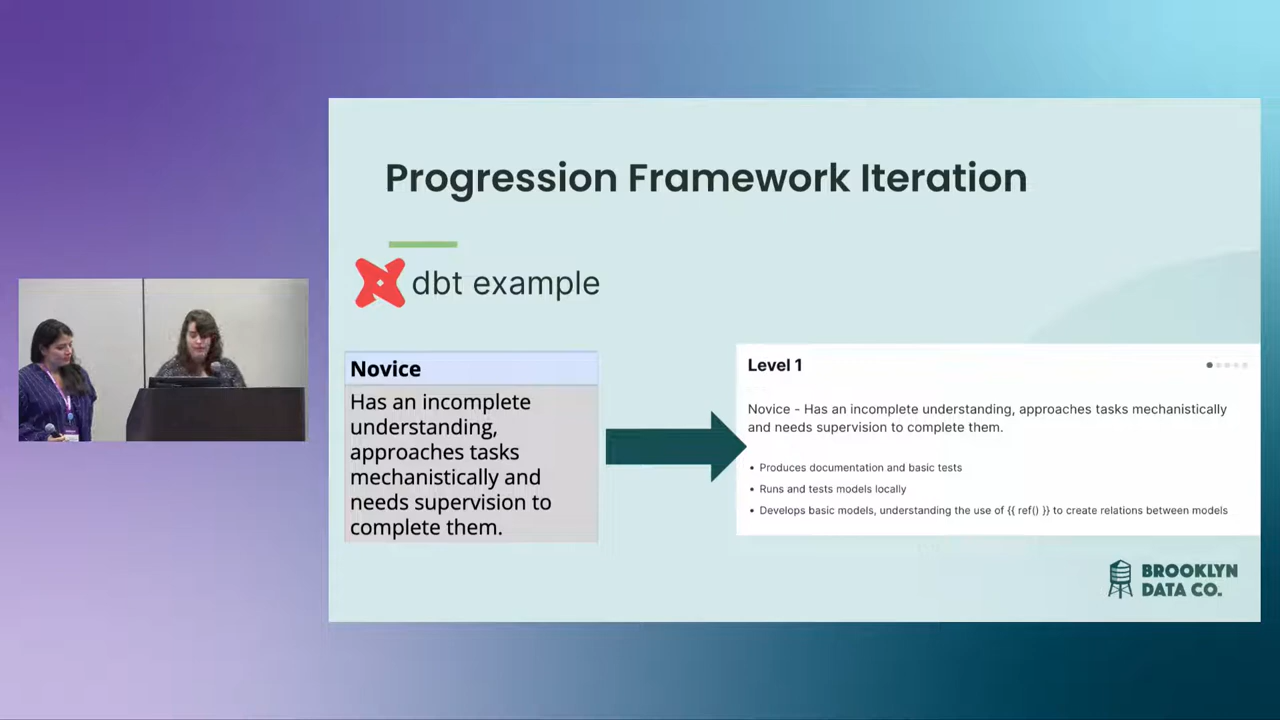 Progression Framework Iteration
dbt example
Novice
Has an incomplete
understanding,
approaches tasks
mechanistically and
needs supervision to
complete them.
Level 1
Novice - Has an incomplete understanding, approaches tasks mechanistically
and needs supervision to complete them.
• Produces documentation and basic tests
• Runs and tests models locally
• Develops basic models, understanding the use of {{ ref() }} to create relations between models
BROOKLYN
DATA CO.